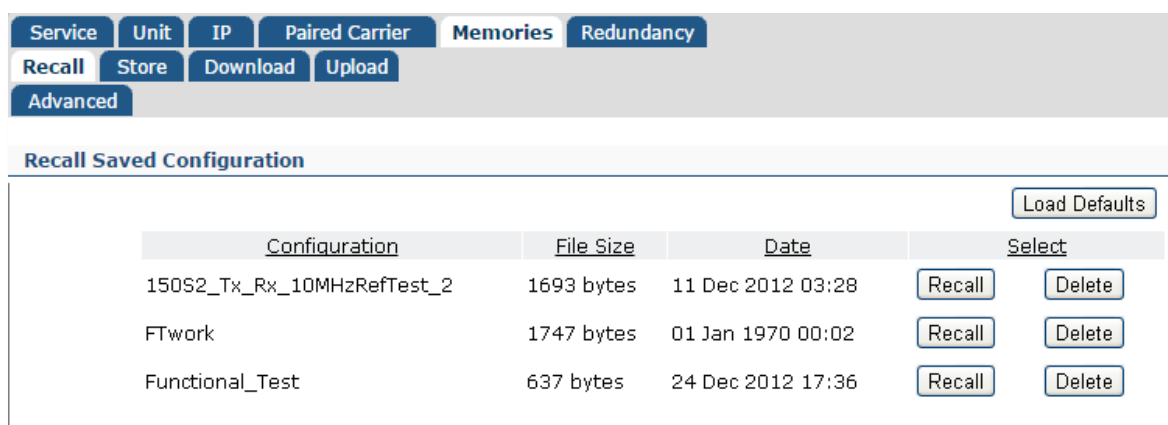 Service Unit IP Paired Carrier Memories Redundancy
Recall Store Download Upload
Advanced
Recall Saved Configuration
Load Defaults
Configuration File Size Date Select
150S2_Tx_Rx_10MHzRefTest_2 1693 bytes 11 Dec 2012 03:28 Recall Delete
FTwork 1747 bytes 01 Jan 1970 00:02 Recall Delete
Functional_Test 637 bytes 24 Dec 2012 17:36 Recall Delete